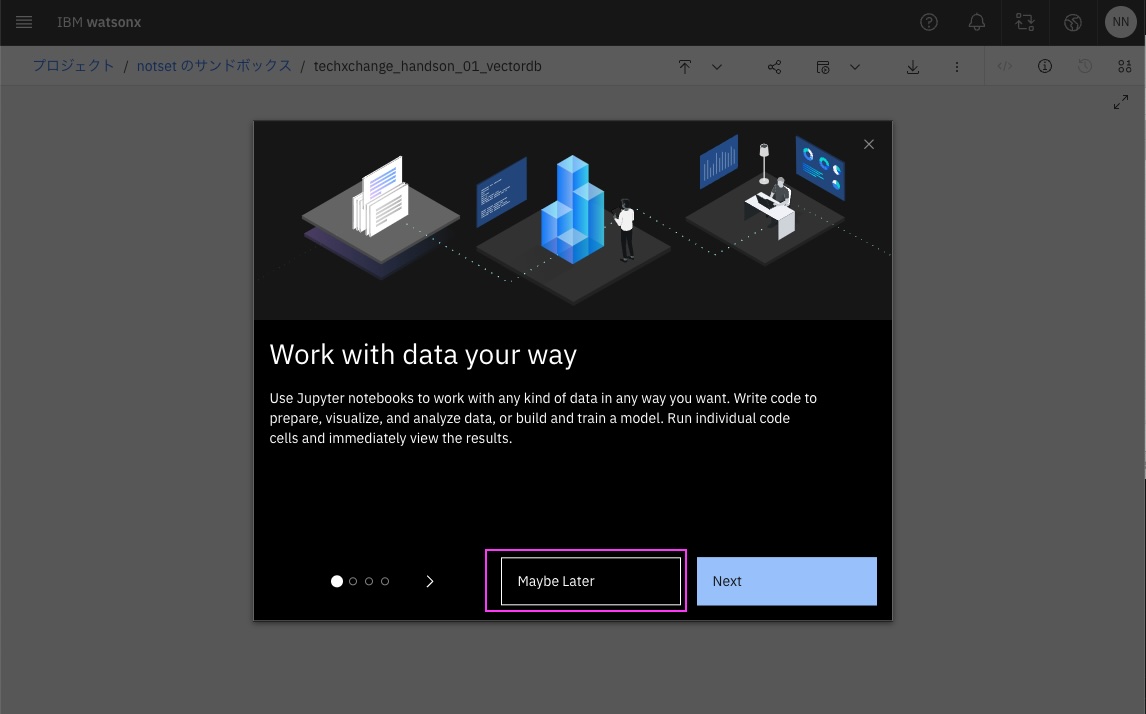 IBM watsonx
NN
プロジェクト / notset のサンドボックス / techxchange_handson_01_vectordb
Work with data your way
Use Jupyter notebooks to work with any kind of data in any way you want. Write code to
prepare, visualize, and analyze data, or build and train a model. Run individual code
cells and immediately view the results.
Maybe Later
Next